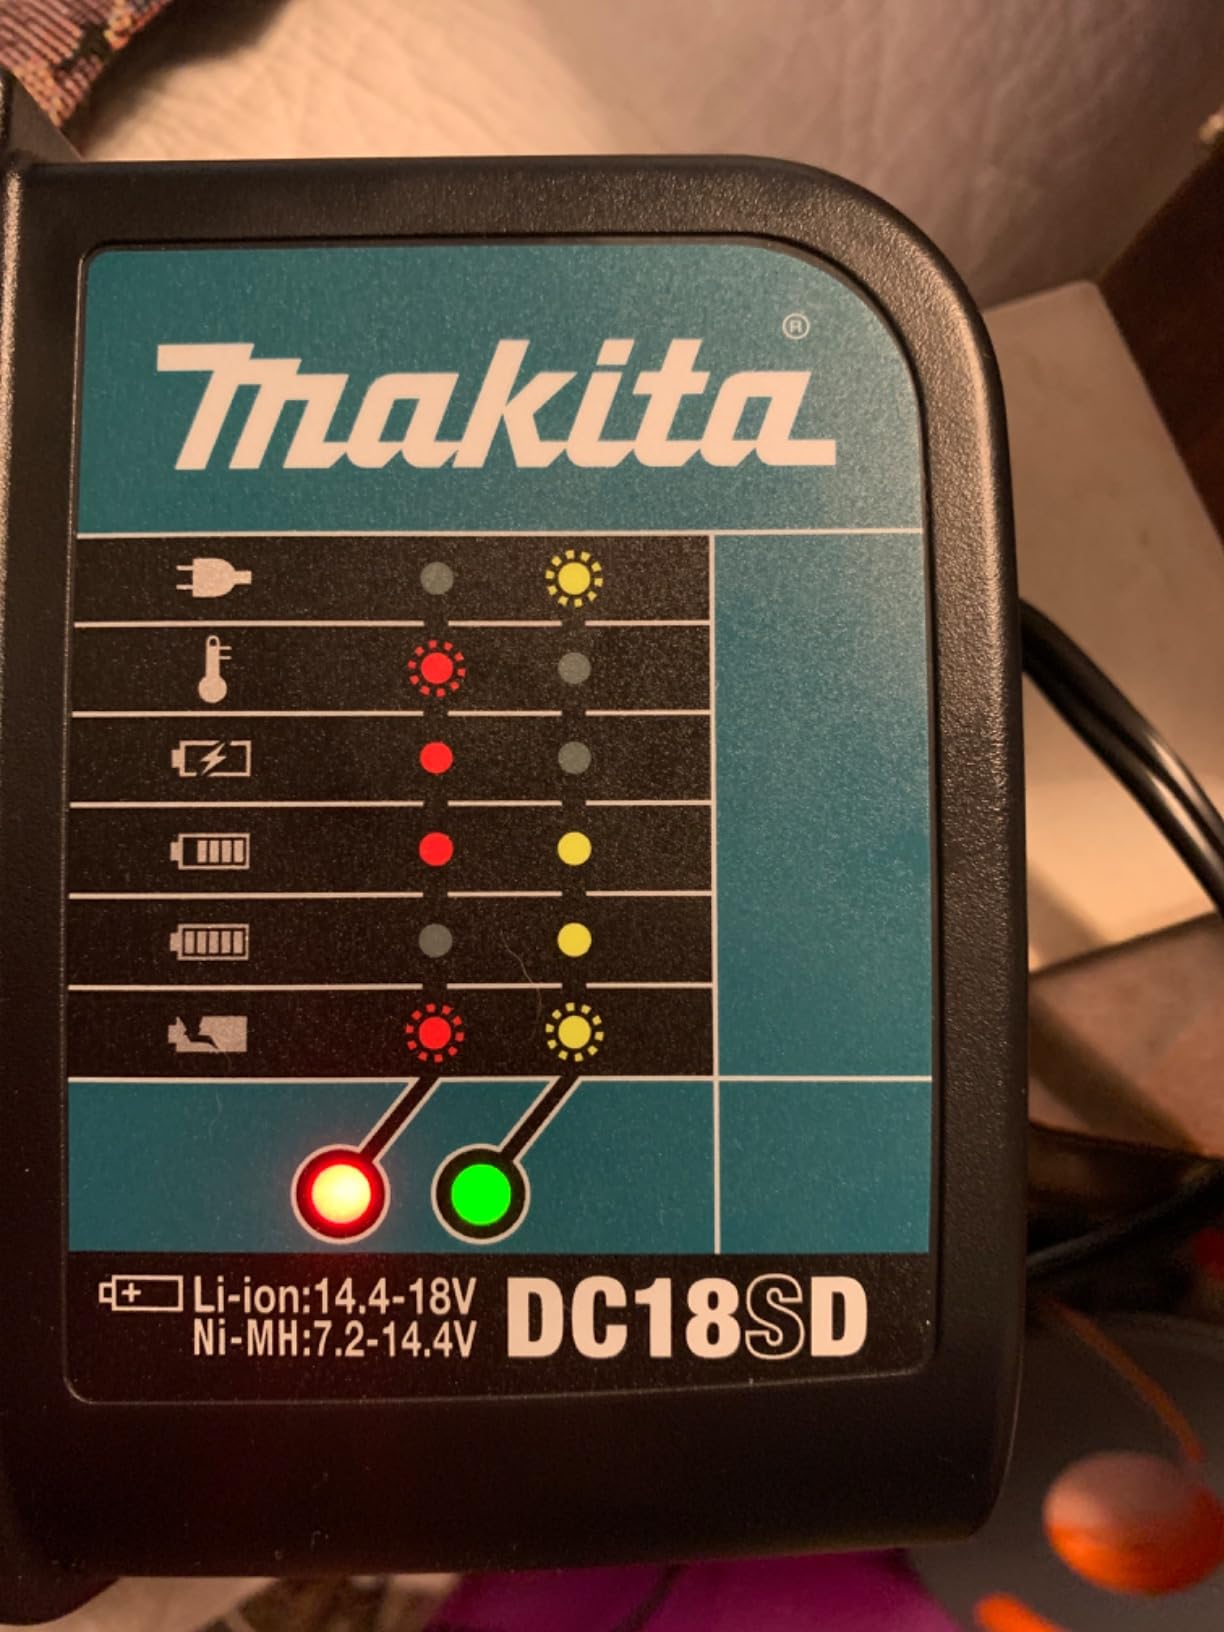 makita®
Li-ion:14.4-18V
Ni-MH:7.2-14.4V
DC18SD